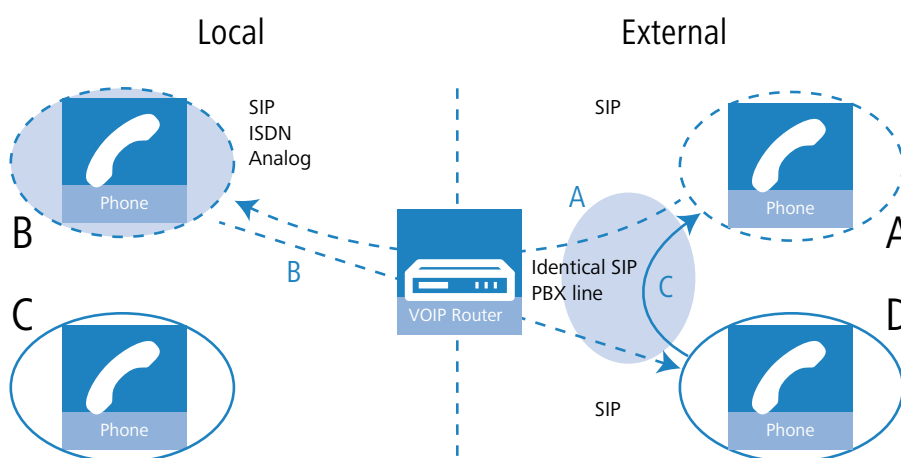 Local
External
SIP
ISDN
Analog
SIP
Phone
Phone
B
A
A
B
Identical SIP
PBX line
C
VOIP Router
C
D
Phone
Phone
SIP